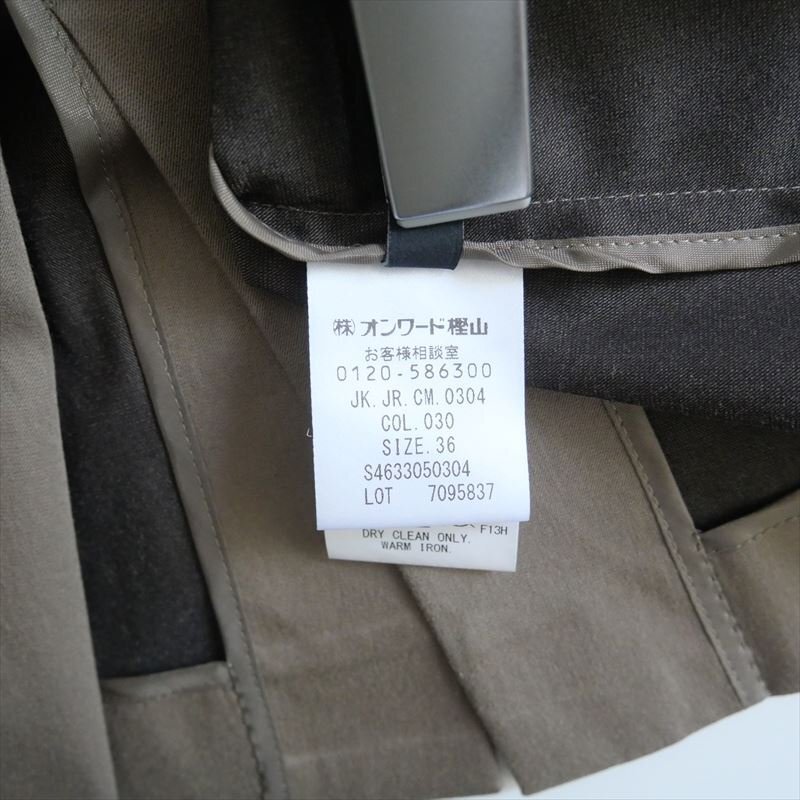 ㈱オンワード樫山
お客様相談室
0120-586300
JK.JR.CM.0304
COL.030
SIZE.36
S4633050304
LOT 7095837
F13H
DRY CLEAN ONLY.
WARM IRON.